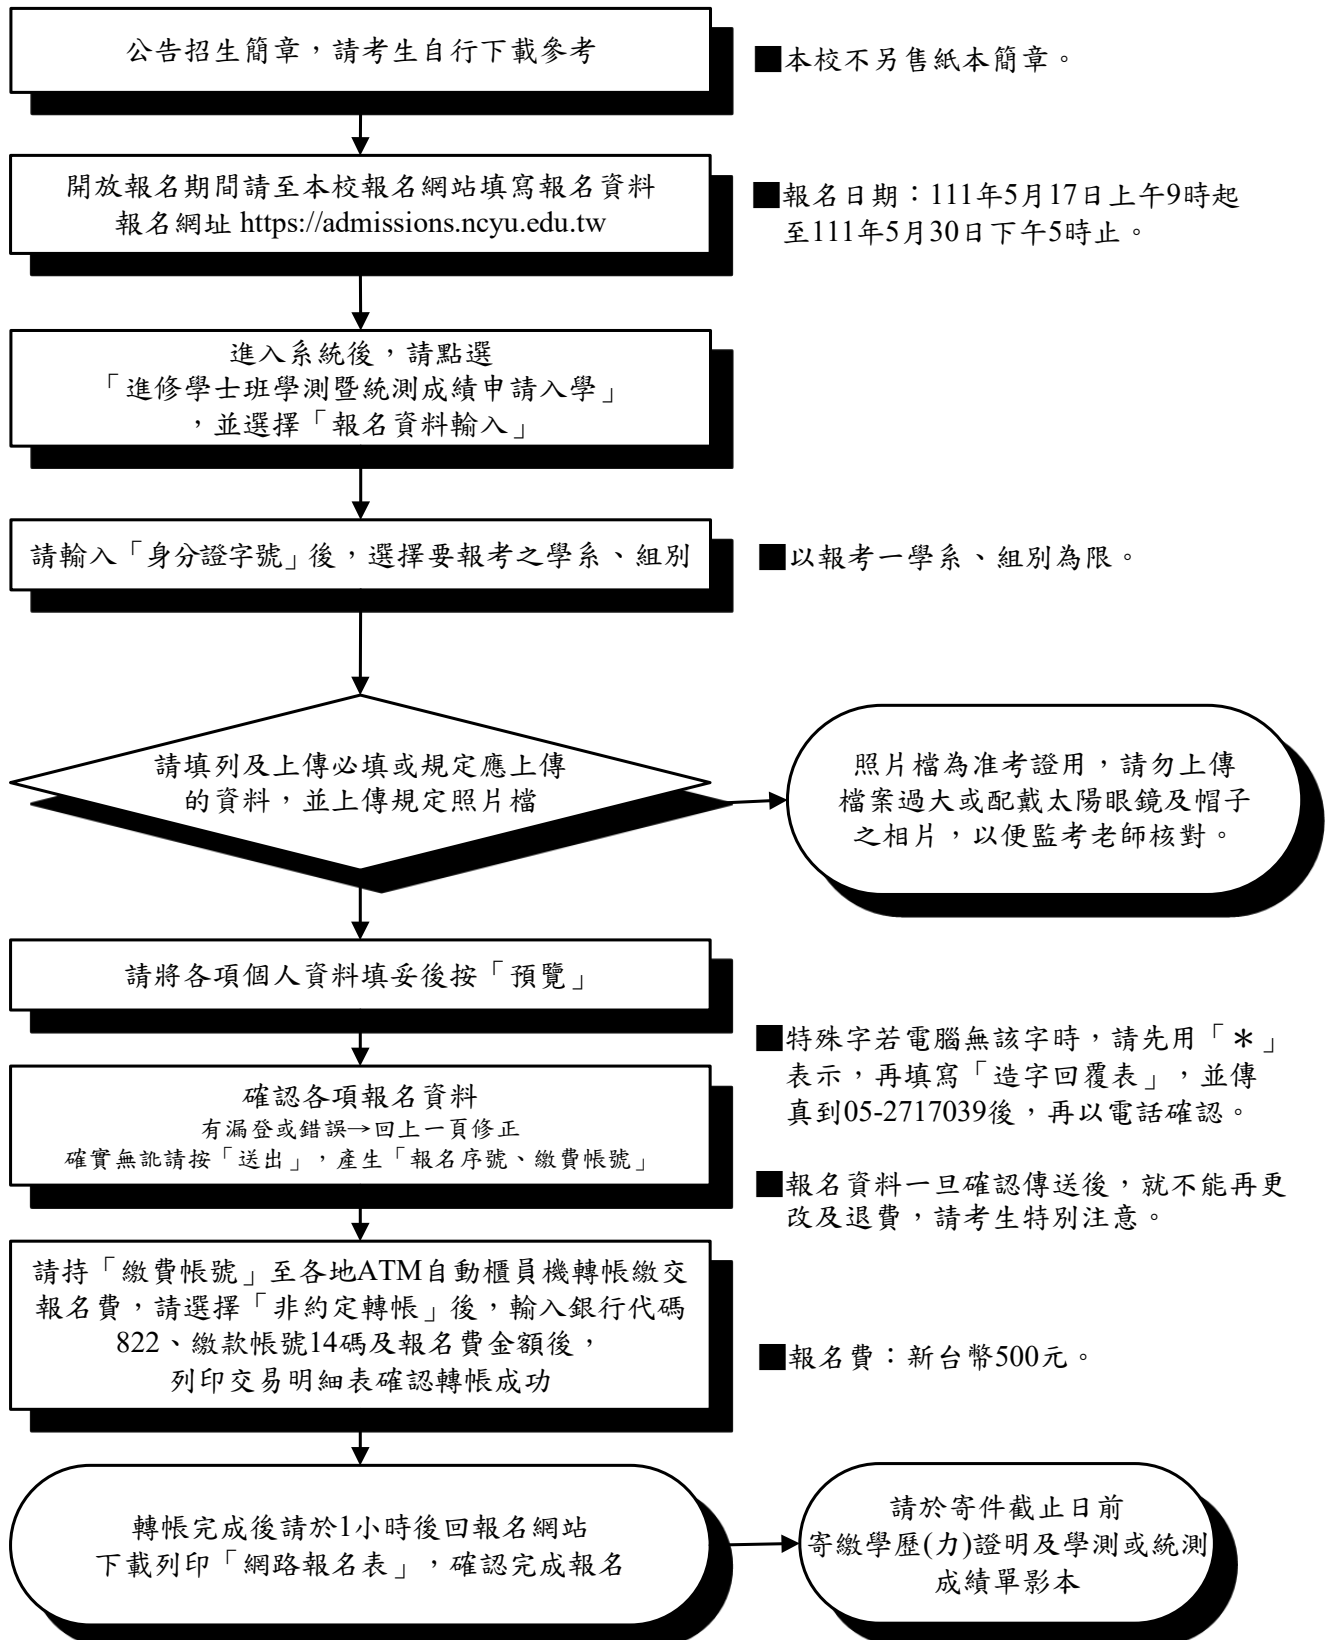 公告招生簡章，請考生自行下載參考
■本校不另售紙本簡章。
開放報名期間請至本校報名網站填寫報名資料
報名網址 https://admissions.ncyu.edu.tw
■報名日期：111年5月17日上午9時起
至111年5月30日下午5時止。
進入系統後，請點選
「進修學士班學測暨統測成績申請入學」
，並選擇「報名資料輸入」
請輸入「身分證字號」後，選擇要報考之學系、組別
■以報考一學系、組別為限。
請填列及上傳必填或規定應上傳
的資料，並上傳規定照片檔
照片檔為准考證用，請勿上傳
檔案過大或配戴太陽眼鏡及帽子
之相片，以便監考老師核對。
請將各項個人資料填妥後按「預覽」
■特殊字若電腦無該字時，請先用「＊」
表示，再填寫「造字回覆表」，並傳
真到05-2717039後，再以電話確認。
確認各項報名資料
有漏登或錯誤→回上一頁修正
確實無訛請按「送出」，產生「報名序號、繳費帳號」
■報名資料一旦確認傳送後，就不能再更
改及退費，請考生特別注意。
請持「繳費帳號」至各地ATM自動櫃員機轉帳繳交
報名費，請選擇「非約定轉帳」後，輸入銀行代碼
822、繳款帳號14碼及報名費金額後，
列印交易明細表確認轉帳成功
■報名費：新台幣500元。
轉帳完成後請於1小時後回報名網站
下載列印「網路報名表」，確認完成報名
請於寄件截止日前
寄繳學歷(力)證明及學測或統測
成績單影本